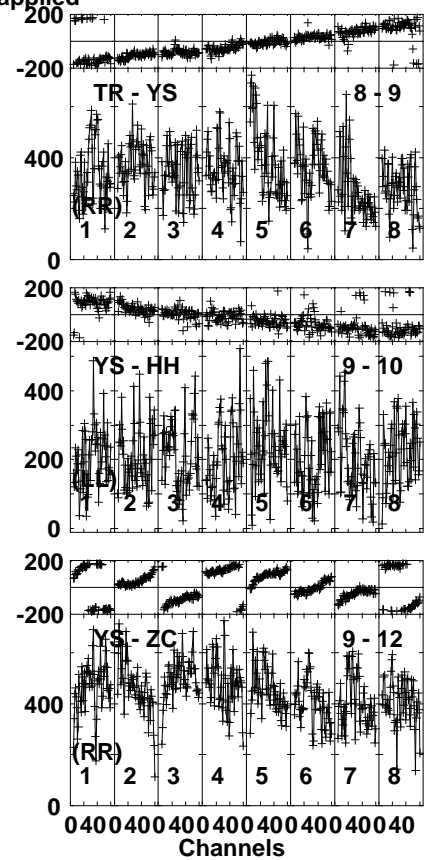 applied
200
-200
TR - YS 8 - 9
400
(RR)
1 2 3 4 5 6 7 8
0
200
-200
YS - HH 9 - 10
400
200
(LL)
1 2 3 4 5 6 7 8
0
200
-200
YS - ZC 9 - 12
400
(RR)
1 2 3 4 5 6 7 8
0
040040040040040040040040
Channels